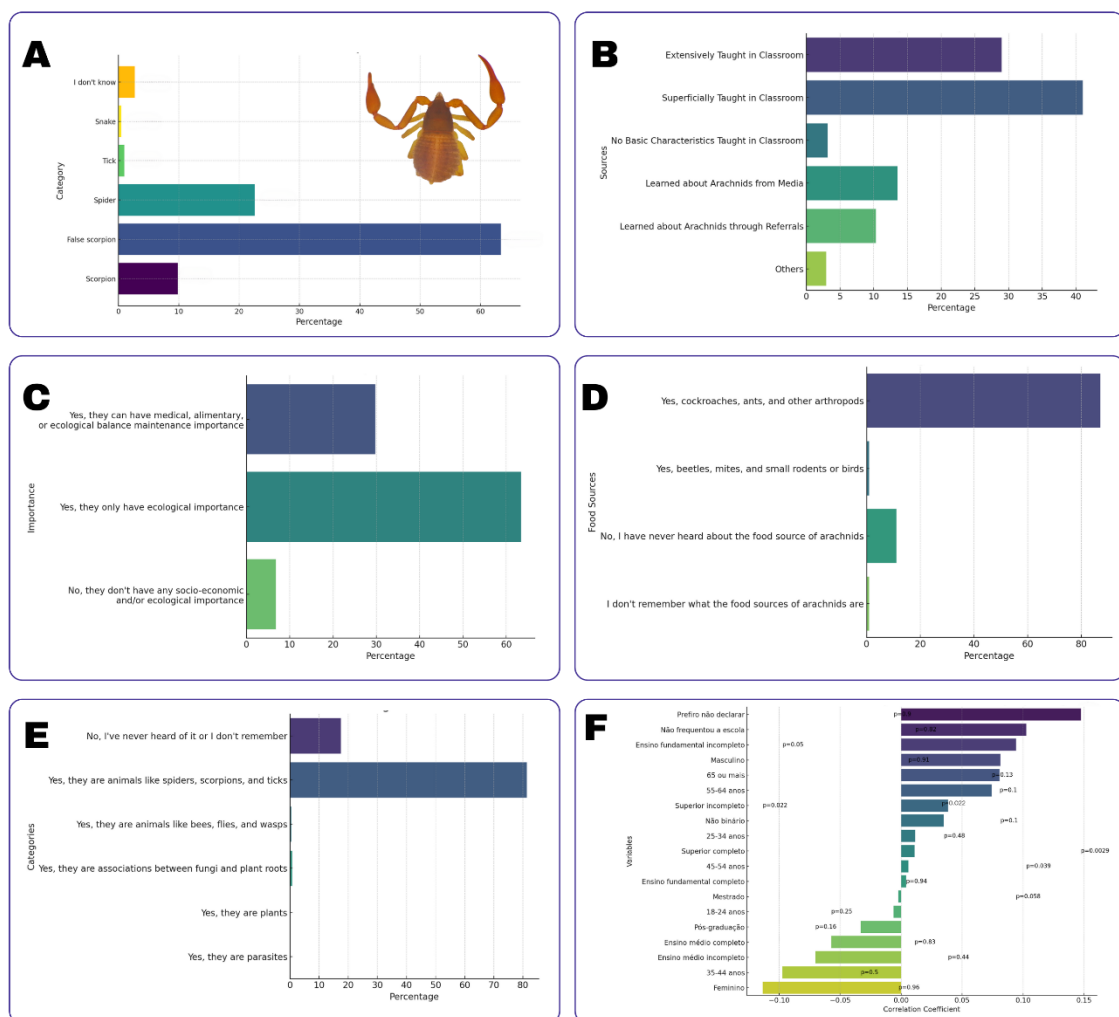 A
I don't know
Snake
Tick
Spider
False scorpion
Scorpion
Category
0 10 20 30 40 50 60
Percentage
B
Extensively Taught in Classroom
Superficially Taught in Classroom
No Basic Characteristics Taught in Classroom
Learned about Arachnids from Media
Learned about Arachnids through Referrals
Others
Sources
0 5 10 15 20 25 30 35 40
Percentage
C
Yes, they can have medical, alimentary,
or ecological balance maintenance importance
Yes, they only have ecological importance
No, they don't have any socio-economic
and/or ecological importance
Importance
0 10 20 30 40 50 60
Percentage
D
Yes, cockroaches, ants, and other arthropods
Yes, beetles, mites, and small rodents or birds
No, I have never heard about the food source of arachnids
I don't remember what the food sources of arachnids are
Food Sources
0 20 40 60 80
Percentage
E
No, I've never heard of it or I don't remember
Yes, they are animals like spiders, scorpions, and ticks
Yes, they are animals like bees, flies, and wasps
Yes, they are associations between fungi and plant roots
Yes, they are plants
Yes, they are parasites
Categories
0 10 20 30 40 50 60 70 80
Percentage
F
Prefiro não declarar
Não frequentou a escola p=0.82
Ensino fundamental incompleto p=0.05
Masculino p=0.91
65 ou mais p=0.13
55-64 anos p=0.1
Superior incompleto p=0.022 p=0.022
Não binário p=0.1
25-34 anos p=0.48
Superior completo p=0.0029
45-54 anos p=0.039
Ensino fundamental completo p=0.94
Mestrado p=0.058
18-24 anos p=0.25
Pós-graduação p=0.16
Ensino médio completo p=0.83
Ensino médio incompleto p=0.44
35-44 anos p=0.5
Feminino p=0.96
Variables
−0.10 −0.05 0.00 0.05 0.10 0.15
Correlation Coefficient